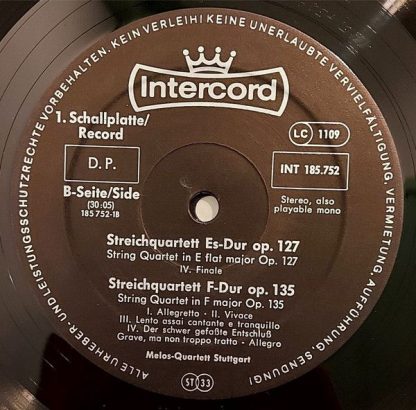 ALLE URHEBER- UND LEISTUNGSSCHUTZRECHTE VORBEHALTEN. KEIN VERLEIH! KEINE UNERLAUBTE VERVIELFÄLTIGUNG, VERMIETUNG, AUFFÜHRUNG, SENDUNG!
Intercord
1. Schallplatte/
Record
LC 1109
D. P.
INT 185.752
B-Seite/Side
(30:05)
185 752-1B
Stereo, also
playable mono
Streichquartett Es-Dur op. 127
String Quartet in E flat major Op. 127
IV. Finale
Streichquartett F-Dur op. 135
String Quartet in F major Op. 135
I. Allegretto · II. Vivace
III. Lento assai cantante e tranquillo
IV. Der schwer gefaßte Entschluß
Grave, ma non troppo tratto · Allegro
Melos-Quartett Stuttgart
ST 33